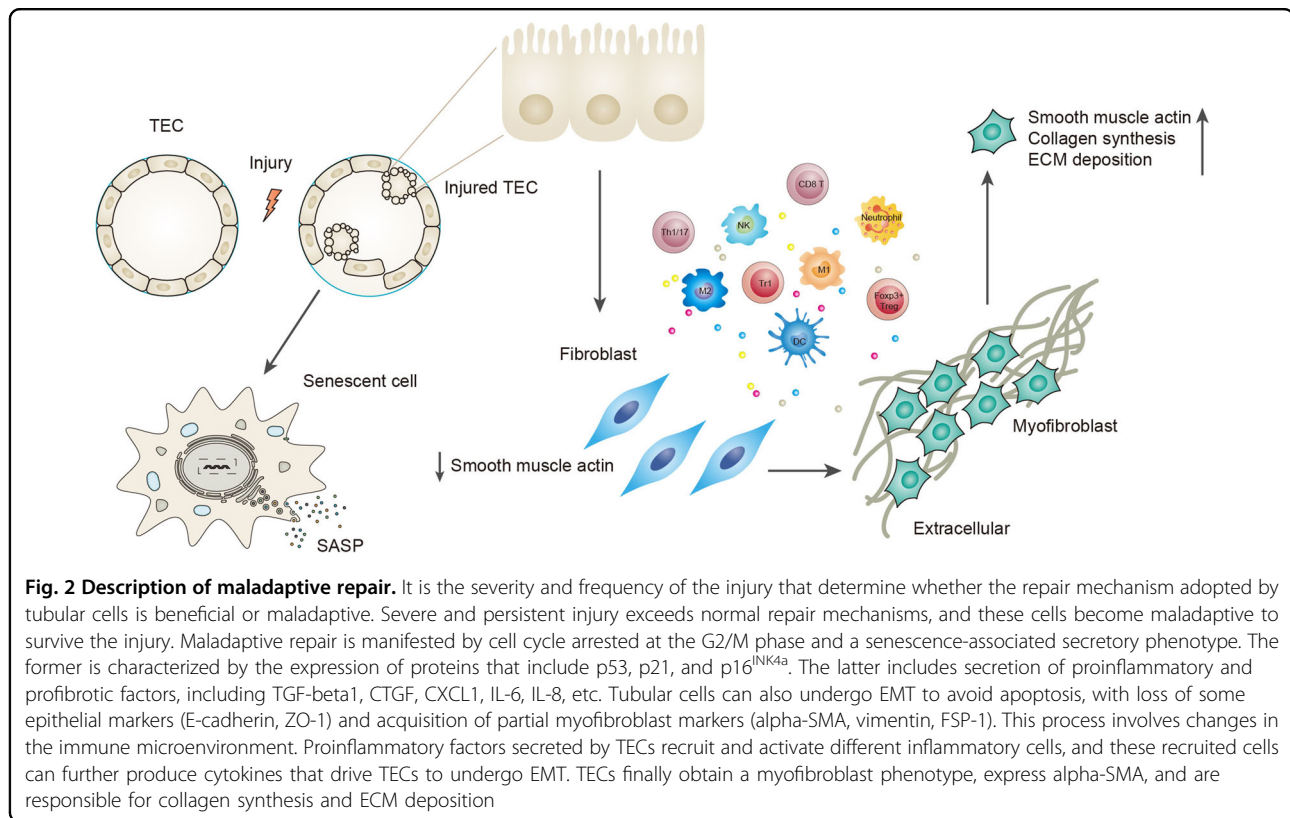 TEC
Injury
Injured TEC
Senescent cell
SASP
Fibroblast
Smooth muscle actin
CD8 T
Th1/17
NK
Neutrophil
M2
Tr1
M1
Foxp3+
Treg
DC
Smooth muscle actin
Collagen synthesis
ECM deposition
Myofibroblast
Extracellular
Fig. 2 Description of maladaptive repair. It is the severity and frequency of the injury that determine whether the repair mechanism adopted by
tubular cells is beneficial or maladaptive. Severe and persistent injury exceeds normal repair mechanisms, and these cells become maladaptive to
survive the injury. Maladaptive repair is manifested by cell cycle arrested at the G2/M phase and a senescence-associated secretory phenotype. The
former is characterized by the expression of proteins that include p53, p21, and p16INK4a. The latter includes secretion of proinflammatory and
profibrotic factors, including TGF-beta1, CTGF, CXCL1, IL-6, IL-8, etc. Tubular cells can also undergo EMT to avoid apoptosis, with loss of some
epithelial markers (E-cadherin, ZO-1) and acquisition of partial myofibroblast markers (alpha-SMA, vimentin, FSP-1). This process involves changes in
the immune microenvironment. Proinflammatory factors secreted by TECs recruit and activate different inflammatory cells, and these recruited cells
can further produce cytokines that drive TECs to undergo EMT. TECs finally obtain a myofibroblast phenotype, express alpha-SMA, and are
responsible for collagen synthesis and ECM deposition